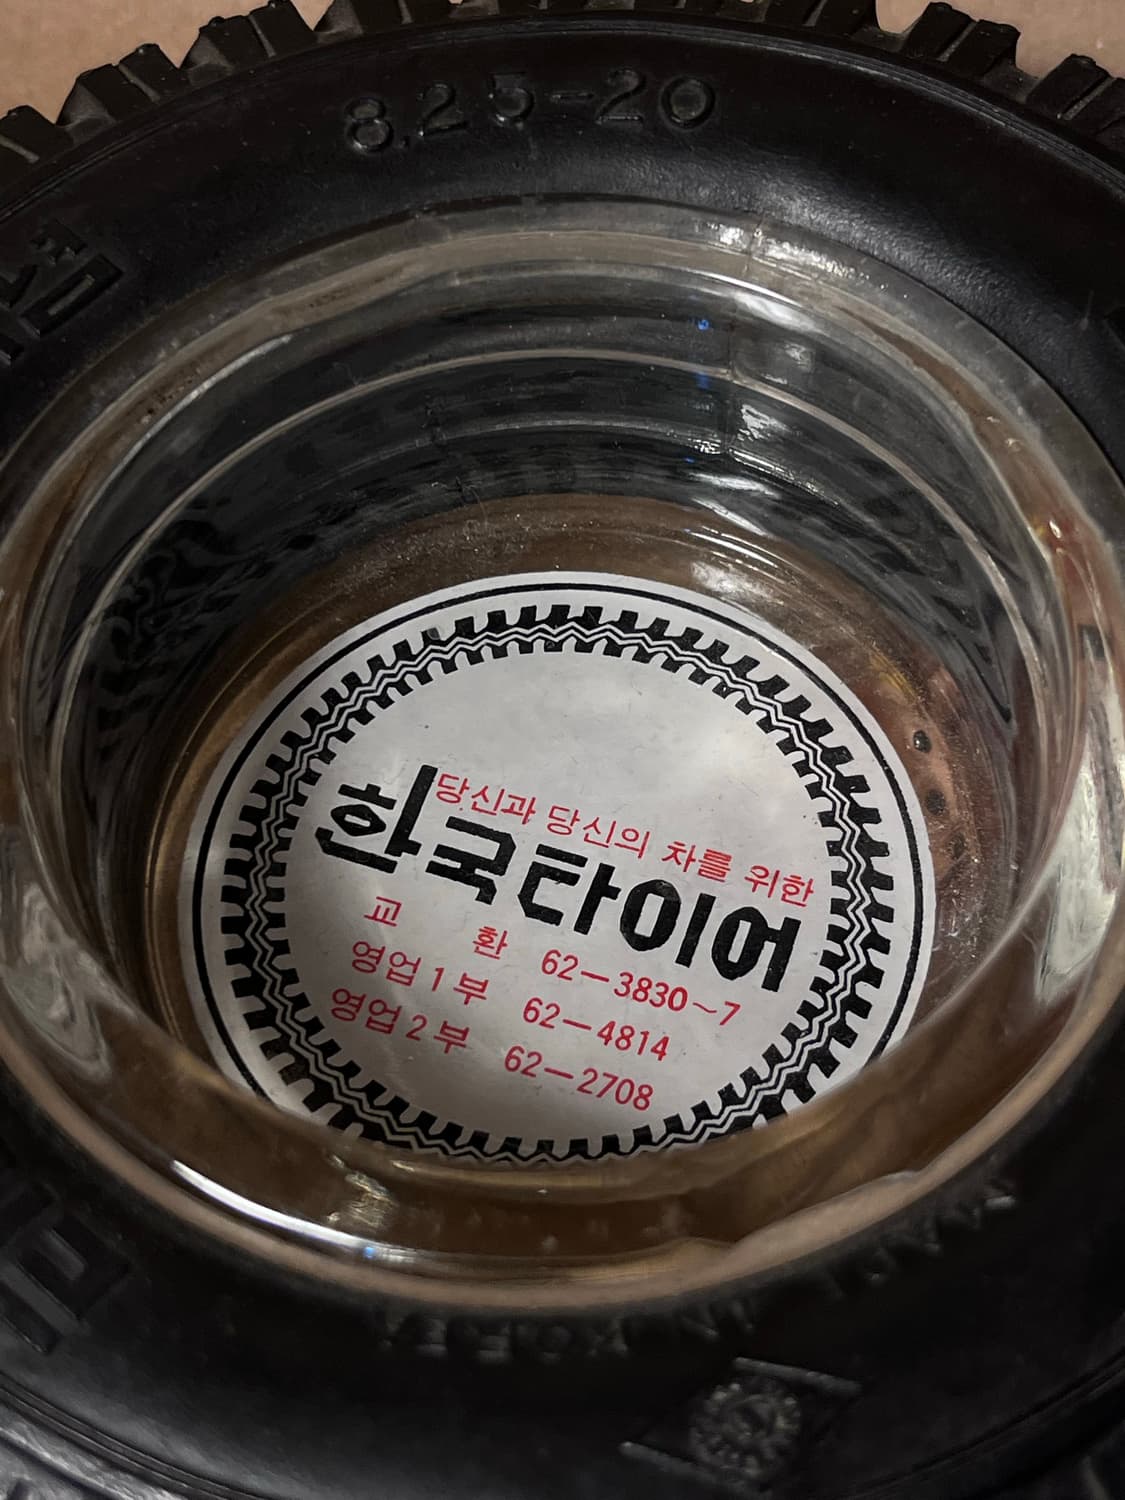 8.25-20
당신과 당신의 차를 위한
한국타이어
교 환 62-3830~7
영업 1 부 62-4814
영업 2 부 62-2708
KOREA